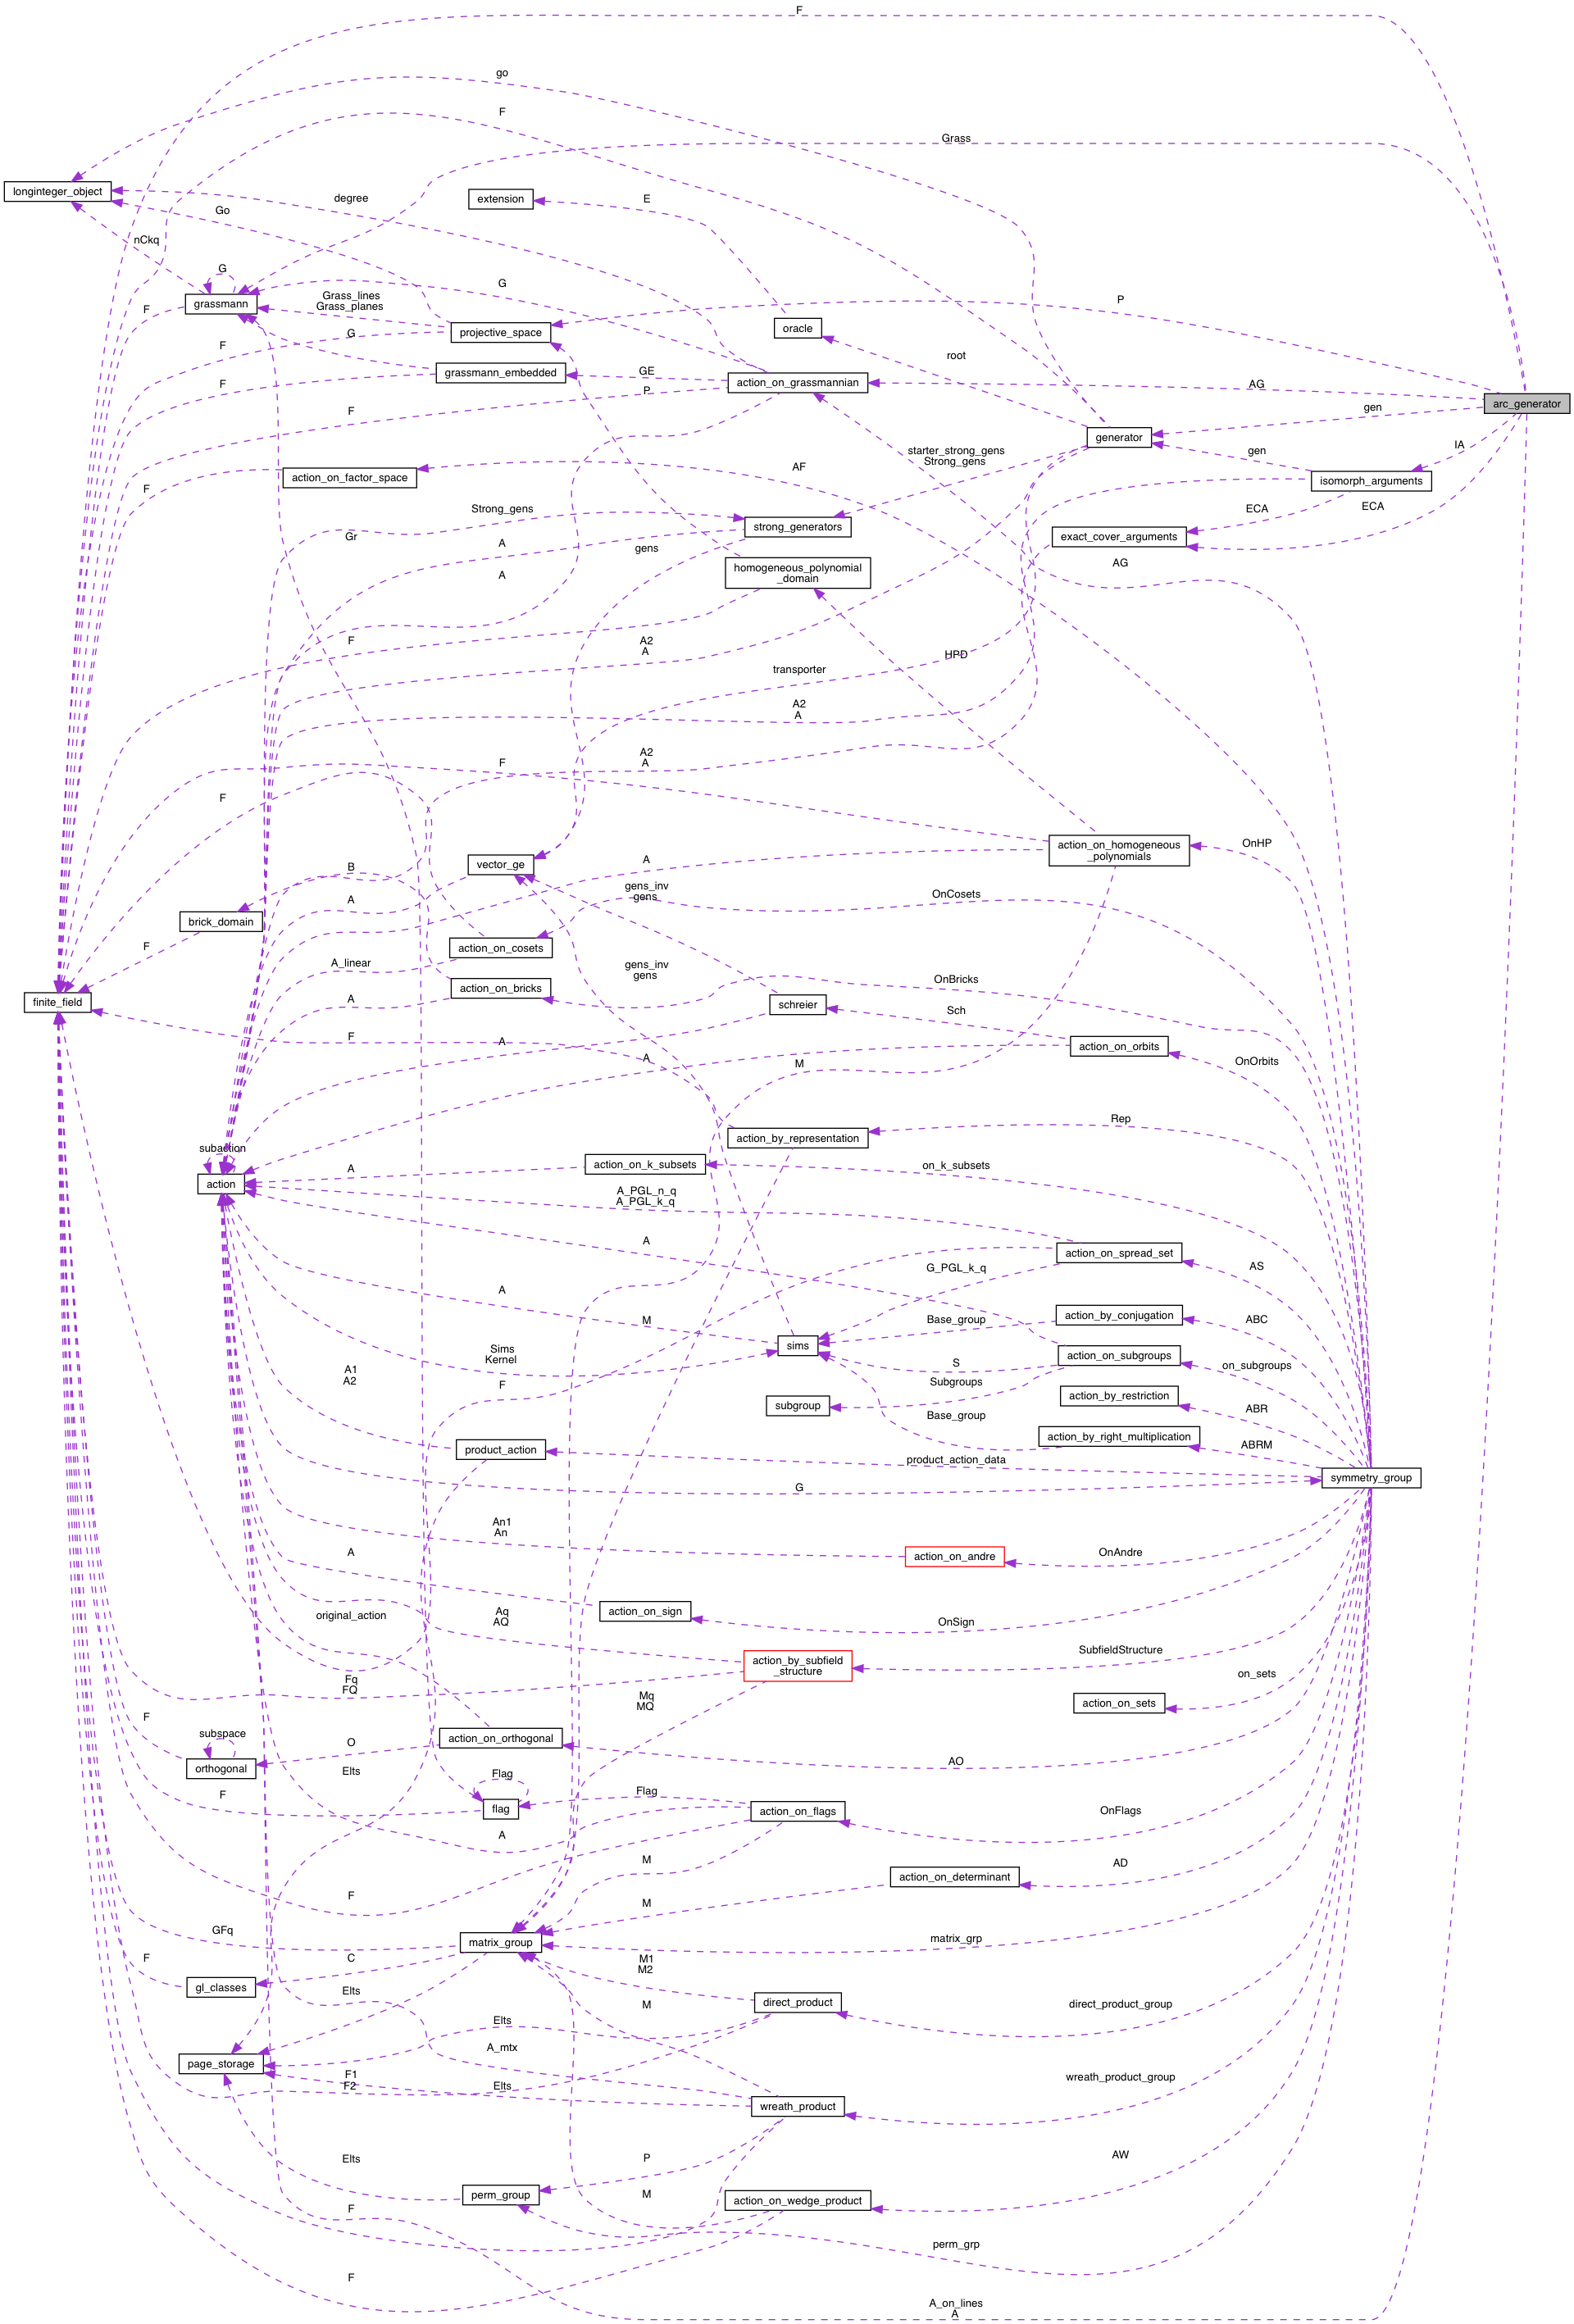 F
go
F
Grass
longinteger_object
degree
extension
E
Go
nCkq
G
G
grassmann
Grass_lines
Grass_planes
P
F
projective_space
oracle
G
F
root
grassmann_embedded
GE
action_on_grassmannian
AG
F
P
arc_generator
F
gen
generator
IA
starter_strong_gens
Strong_gens
gen
AF
action_on_factor_space
F
isomorph_arguments
Strong_gens
ECA
ECA
strong_generators
Gr
A
exact_cover_arguments
gens
homogeneous_polynomial
_domain
AG
A
F
A2
A
HPD
transporter
A2
A
A2
A
F
F
action_on_homogeneous
_polynomials
OnHP
vector_ge
B
A
gens_inv
gens
OnCosets
A
brick_domain
F
action_on_cosets
A_linear
gens_inv
gens
OnBricks
action_on_bricks
finite_field
A
schreier
Sch
F
A
action_on_orbits
A
OnOrbits
M
Rep
action_by_representation
subaction
action_on_k_subsets
A
on_k_subsets
action
A_PGL_n_q
A_PGL_k_q
A
action_on_spread_set
G_PGL_k_q
AS
A
M
Base_group
action_by_conjugation
ABC
Sims
Kernel
sims
action_on_subgroups
S
on_subgroups
A1
A2
F
Subgroups
subgroup
action_by_restriction
ABR
Base_group
action_by_right_multiplication
ABRM
product_action
product_action_data
symmetry_group
G
An1
An
A
action_on_andre
OnAndre
original_action
Aq
AQ
action_on_sign
OnSign
action_by_subfield
_structure
SubfieldStructure
Fq
FQ
on_sets
Mq
MQ
action_on_sets
F
subspace
action_on_orthogonal
O
AO
orthogonal
Elts
Flag
F
flag
Flag
action_on_flags
OnFlags
A
M
AD
action_on_determinant
F
M
GFq
matrix_group
matrix_grp
F
C
M1
M2
gl_classes
Elts
direct_product
direct_product_group
M
Elts
A_mtx
page_storage
F1
F2
Elts
wreath_product_group
wreath_product
Elts
P
AW
perm_group
M
action_on_wedge_product
F
perm_grp
F
A_on_lines
A